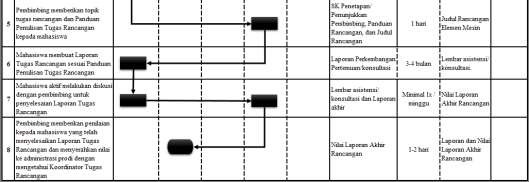 5
Pembimbing memberikan topik
tugas rancangan dan Panduan
Penulisan Tugas Rancangan
kepada mahasiswa
SK Penetapan/
Penunjukkan
Pembimbing, Panduan
Rancangan, dan Judul
Rancangan
1 hari
Judul Rancangan
Elemen Mesin
6
Mahasiswa membuat Laporan
Tugas Rancangan sesuai Panduan
Penulisan Tugas Rancangan
Laporan Perkembangan
Pertemuan/konsultasi
3-4 bulan
Lembar asistensi/
konsultasi
7
Mahasiswa aktif melakukan diskusi
dengan pembimbing untuk
penyelesaian Laporan Tugas
Rancangan
Lembar asistensi/
konsultasi dan Laporan
akhir
Minimal 1x /
minggu
Nilai Laporan
Akhir Rancangan
8
Pembimbing memberikan penilaian
kepada mahasiswa yang telah
menyelesaikan Laporan Tugas
Rancangan dan menyerahkan nilai
ke administrasi prodi dengan
mengetahui Koordinator Tugas
Rancangan
Nilai Laporan Akhir
Rancangan
1-2 hari
Laporan dan Nilai
Laporan Akhir
Rancangan